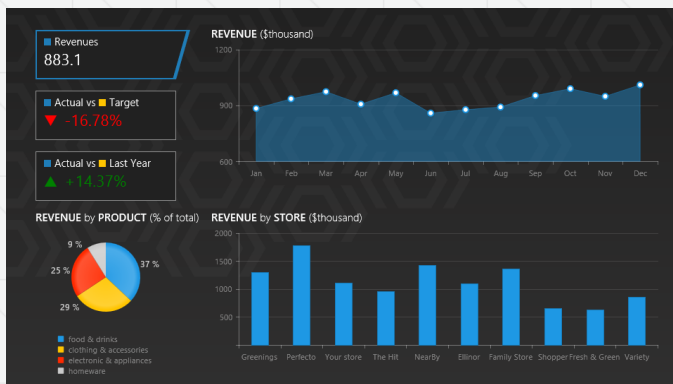 Revenues
883.1
Actual vs Target
▼ -16.78%
Actual vs Last Year
▲ +14.37%
REVENUE ($thousand)
1200
900
600
Jan Feb Mar Apr May Jun Jul Aug Sep Oct Nov Dec
REVENUE by PRODUCT (% of total)
9 %
37 %
25 %
29 %
food & drinks
clothing & accessories
electronic & appliances
homeware
REVENUE by STORE ($thousand)
2000
1500
1000
500
Greenings Perfecto Your store The Hit NearBy Ellinor Family Store Shopper Fresh & Green Variety